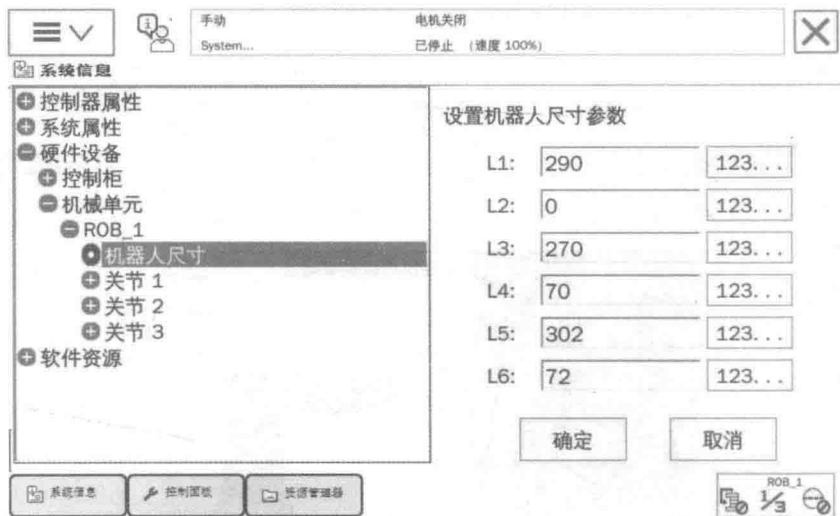 手动
System...
电机关闭
已停止 （速度 100%）
系统信息
控制器属性
系统属性
硬件设备
控制柜
机械单元
ROB_1
机器人尺寸
关节 1
关节 2
关节 3
软件资源
设置机器人尺寸参数
L1: 290 123...
L2: 0 123...
L3: 270 123...
L4: 70 123...
L5: 302 123...
L6: 72 123...
确定 取消
系统信息 控制面板 资源管理器
ROB_1
1/3